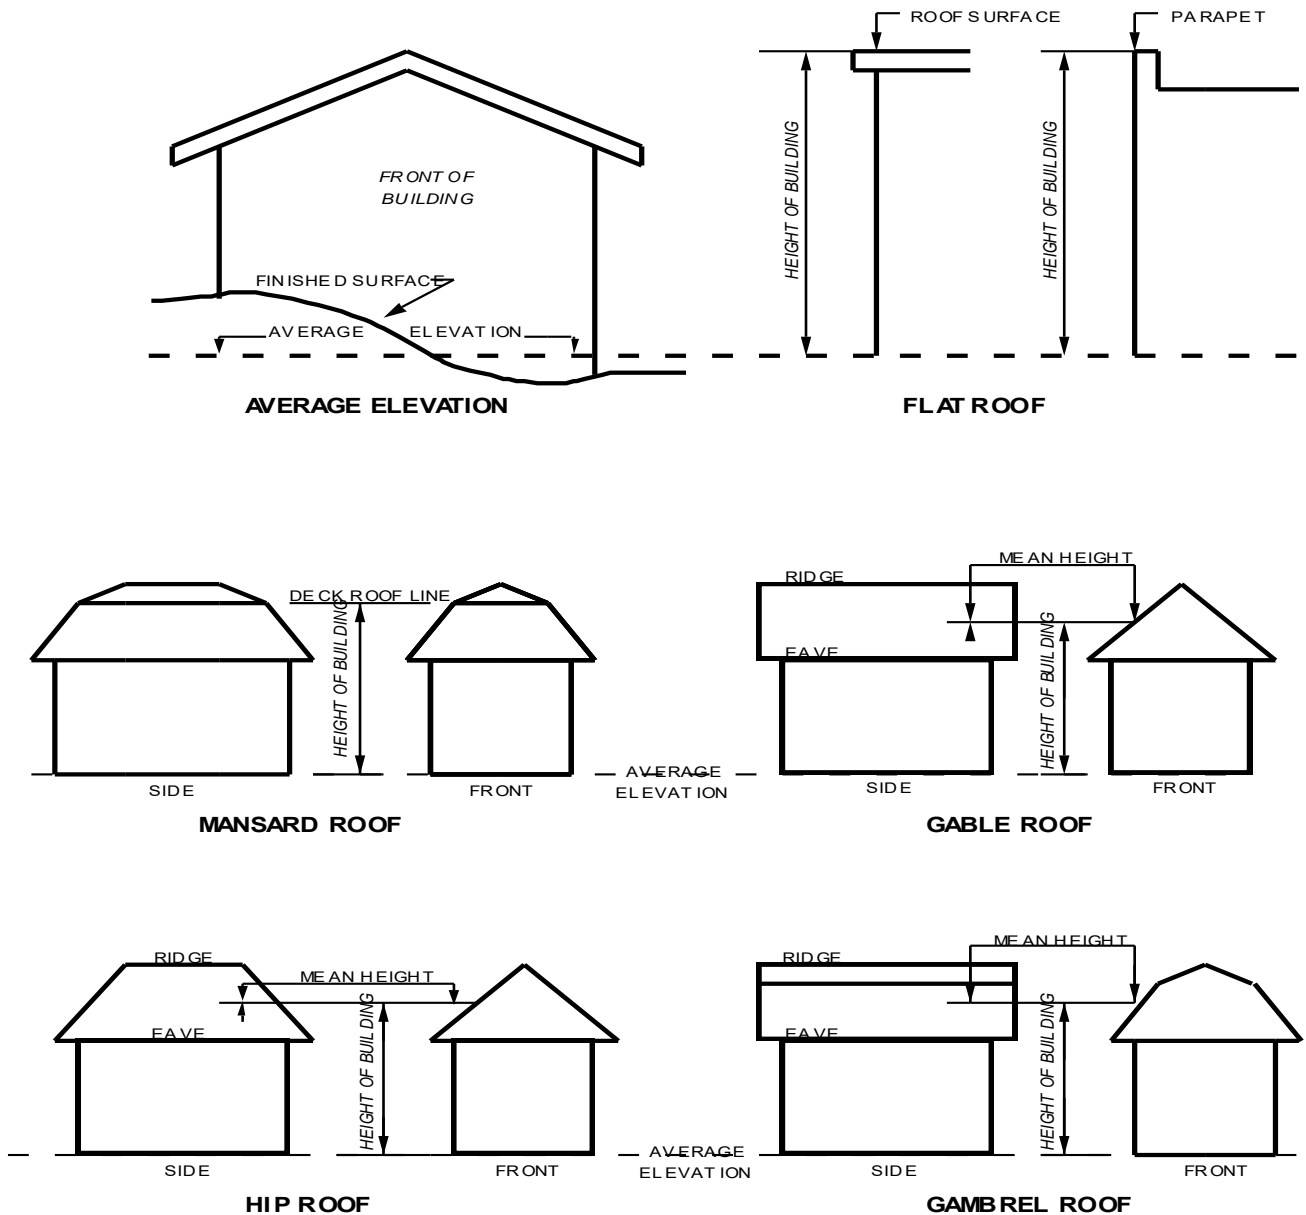 ROOF SURFACE
PARAPET
HEIGHT OF BUILDING
HEIGHT OF BUILDING
FRONT OF
BUILDING
FINISHED SURFACE
AVERAGE ELEVATION
AVERAGE ELEVATION
FLAT ROOF
DECK ROOF LINE
HEIGHT OF BUILDING
SIDE
FRONT
MANSARD ROOF
AVERAGE
ELEVATION
MEAN HEIGHT
RIDGE
EAVE
HEIGHT OF BUILDING
SIDE
FRONT
GABLE ROOF
RIDGE
MEAN HEIGHT
EAVE
HEIGHT OF BUILDING
SIDE
FRONT
HIP ROOF
AVERAGE
ELEVATION
MEAN HEIGHT
RIDGE
EAVE
HEIGHT OF BUILDING
SIDE
FRONT
GAMBREL ROOF